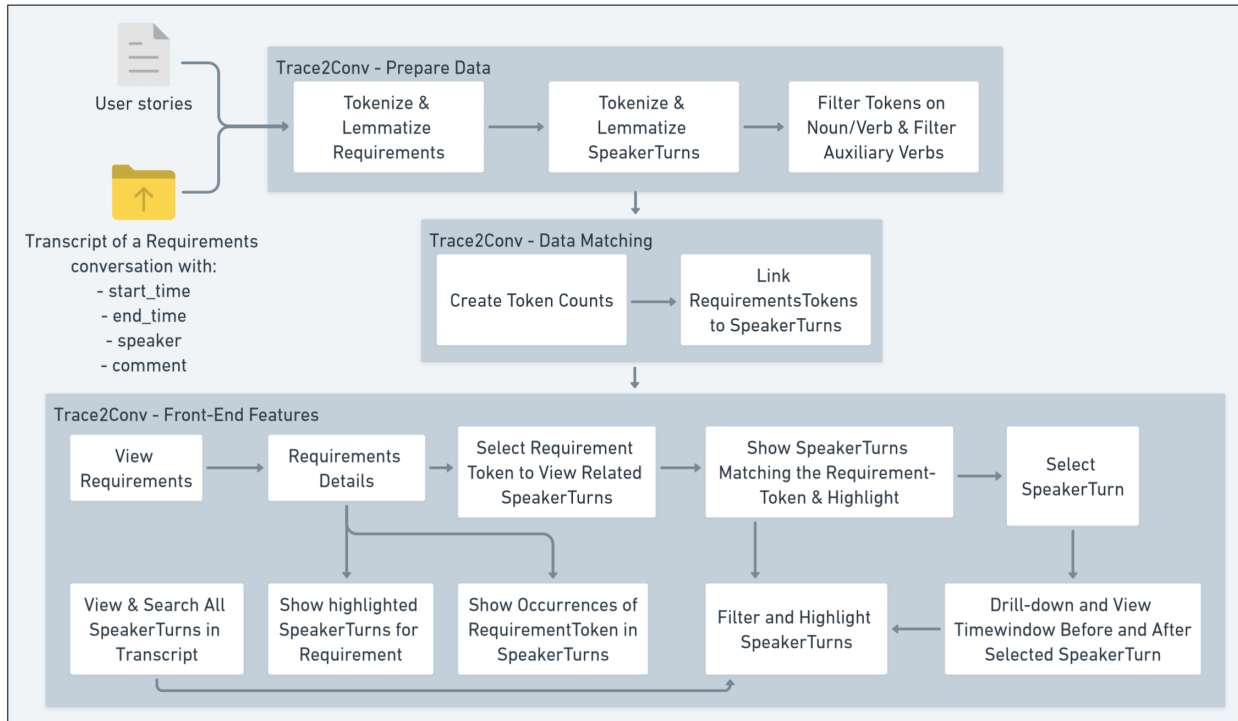 User stories
Transcript of a Requirements
conversation with:
- start_time
- end_time
- speaker
- comment
Trace2Conv - Prepare Data
Tokenize &
Lemmatize
Requirements
Tokenize &
Lemmatize
SpeakerTurns
Filter Tokens on
Noun/Verb & Filter
Auxiliary Verbs
Trace2Conv - Data Matching
Create Token Counts
Link
RequirementsTokens
to SpeakerTurns
Trace2Conv - Front-End Features
View
Requirements
Requirements
Details
Select Requirement
Token to View Related
SpeakerTurns
Show SpeakerTurns
Matching the Requirement-
Token & Highlight
Select
SpeakerTurn
View & Search All
SpeakerTurns in
Transcript
Show highlighted
SpeakerTurns for
Requirement
Show Occurrences of
RequirementToken in
SpeakerTurns
Filter and Highlight
SpeakerTurns
Drill-down and View
Timewindow Before and After
Selected SpeakerTurn